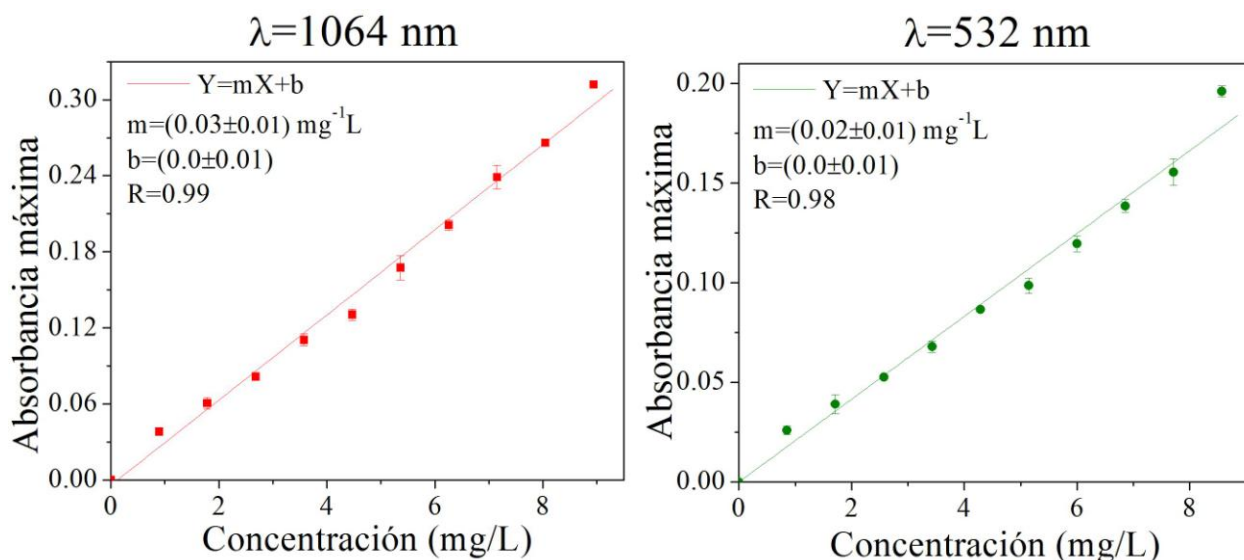 λ=1064 nm
Y=mX+b
m=(0.03±0.01) mg⁻¹L
b=(0.0±0.01)
R=0.99
Absorbancia máxima
0.30
0.24
0.18
0.12
0.06
0.00
0 2 4 6 8
Concentración (mg/L)
λ=532 nm
Y=mX+b
m=(0.02±0.01) mg⁻¹L
b=(0.0±0.01)
R=0.98
Absorbancia máxima
0.20
0.15
0.10
0.05
0.00
0 2 4 6 8
Concentración (mg/L)